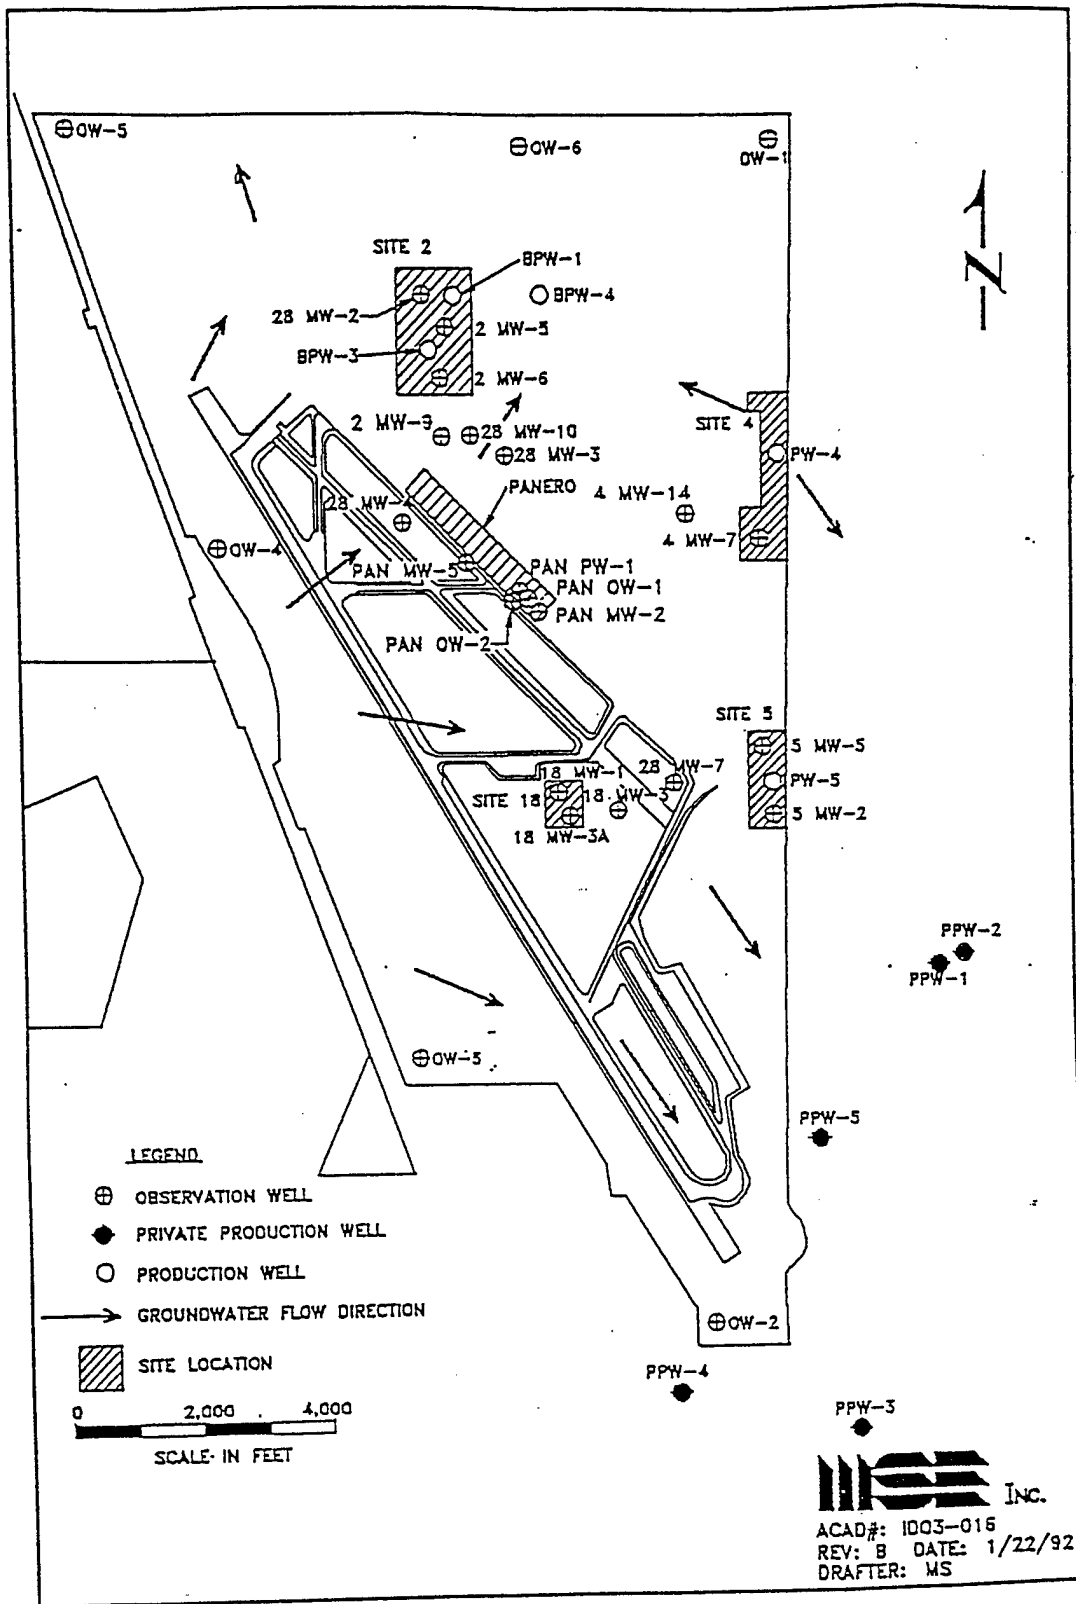 OW-5
OW-6
OW-1
N
SITE 2
BPW-1
BPW-4
28 MW-2
2 MW-5
BPW-3
2 MW-6
SITE 4
2 MW-9
28 MW-10
PW-4
28 MW-3
PANERO
4 MW-14
28 MW-4
4 MW-7
OW-4
PAN MW-5
PAN PW-1
PAN OW-1
PAN MW-2
PAN OW-2
SITE 5
5 MW-5
18 MW-1
28 MW-7
PW-5
SITE 18
18 MW-3
5 MW-2
18 MW-3A
PPW-2
PPW-1
OW-3
PPW-5
LEGEND
OBSERVATION WELL
PRIVATE PRODUCTION WELL
PRODUCTION WELL
GROUNDWATER FLOW DIRECTION
OW-2
SITE LOCATION
PPW-4
0 2,000 4,000
PPW-3
SCALE- IN FEET
MSE INC.
ACAD#: ID03-016
REV: B DATE: 1/22/92
DRAFTER: MS